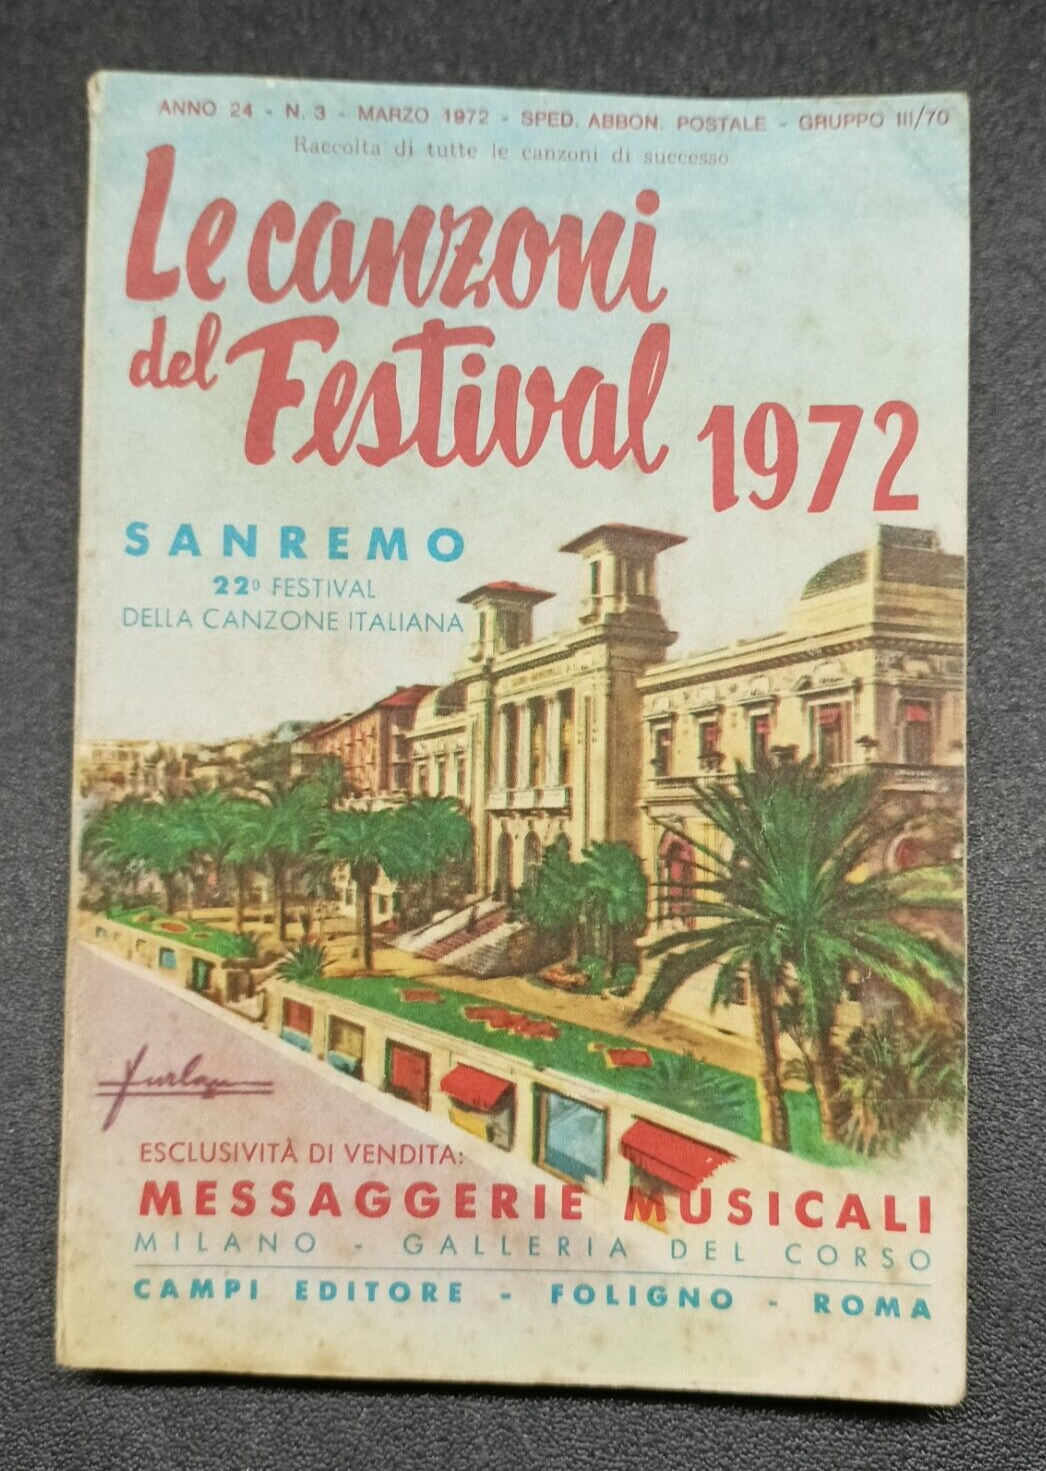 ANNO 24 - N. 3 - MARZO 1972 - SPED. ABBON. POSTALE - GRUPPO III/70
Raccolta di tutte le canzoni di successo
Le canzoni
del Festival 1972
SANREMO
22º FESTIVAL
DELLA CANZONE ITALIANA
Furlan
ESCLUSIVITÀ DI VENDITA:
MESSAGGERIE MUSICALI
MILANO - GALLERIA DEL CORSO
CAMPI EDITORE - FOLIGNO - ROMA